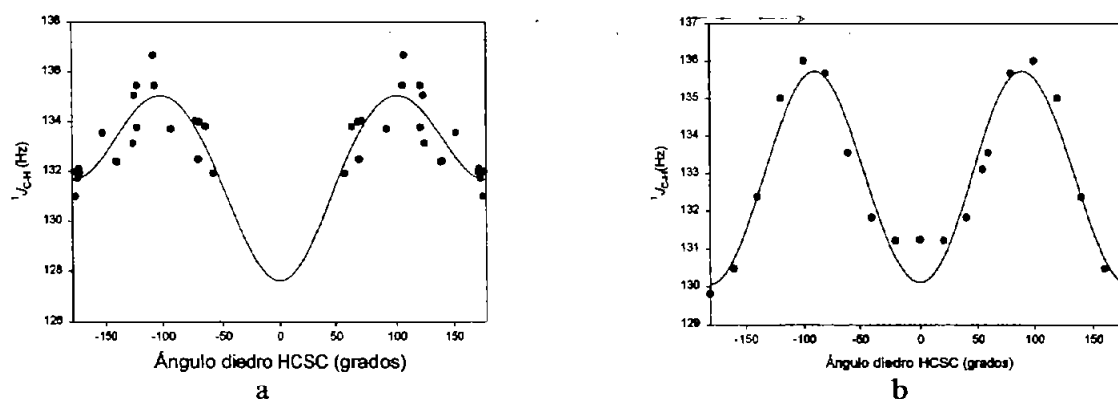 138
136
134
132
130
128
126
¹J_C-H (Hz)
-150 -100 -50 0 50 100 150
Ángulo diedro HCSC (grados)
a
137
136
135
134
133
132
131
130
129
¹J_C-H (Hz)
-150 -100 -50 0 50 100 150
Ángulo diedro HCSC (grados)
b